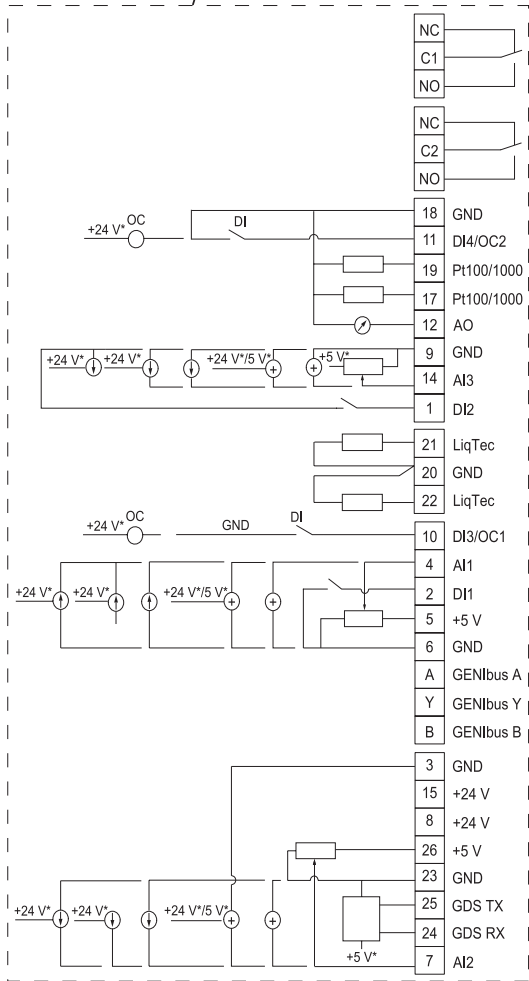 NC
C1
NO
NC
C2
NO
18 GND
+24 V* OC DI 11 DI4/OC2
19 Pt100/1000
17 Pt100/1000
12 AO
9 GND
+24 V* +24 V* +24 V*/5 V* +5 V*
14 AI3
1 DI2
21 LiqTec
20 GND
22 LiqTec
+24 V* OC GND DI 10 DI3/OC1
4 AI1
+24 V* +24 V* +24 V*/5 V* 2 DI1
5 +5 V
6 GND
A GENIbus A
Y GENIbus Y
B GENIbus B
3 GND
15 +24 V
8 +24 V
26 +5 V
23 GND
+24 V* +24 V* +24 V*/5 V* 25 GDS TX
24 GDS RX
+5 V* 7 AI2